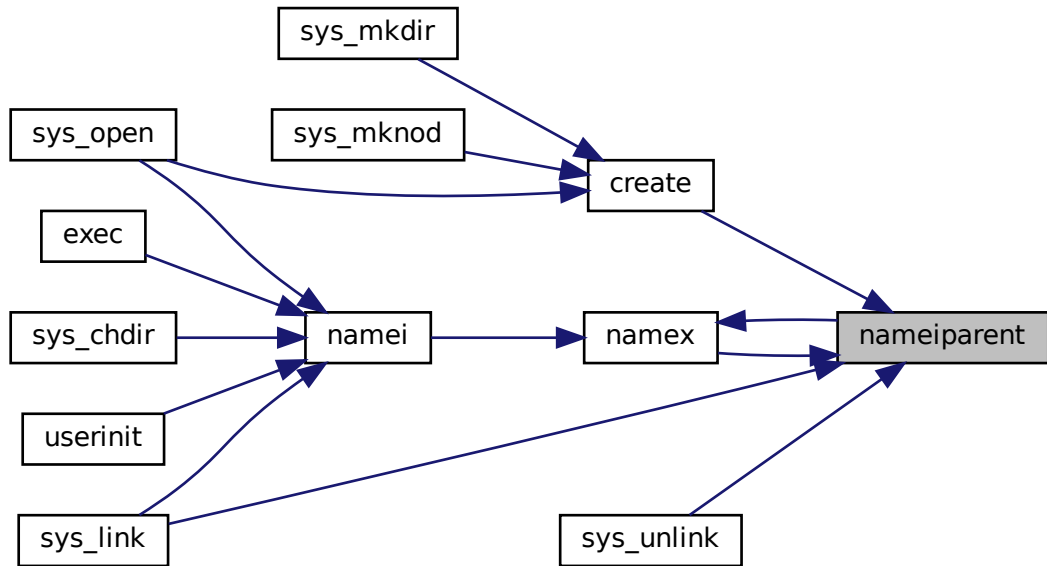 sys_mkdir
sys_open
sys_mknod
create
exec
sys_chdir
namei
namex
nameiparent
userinit
sys_link
sys_unlink